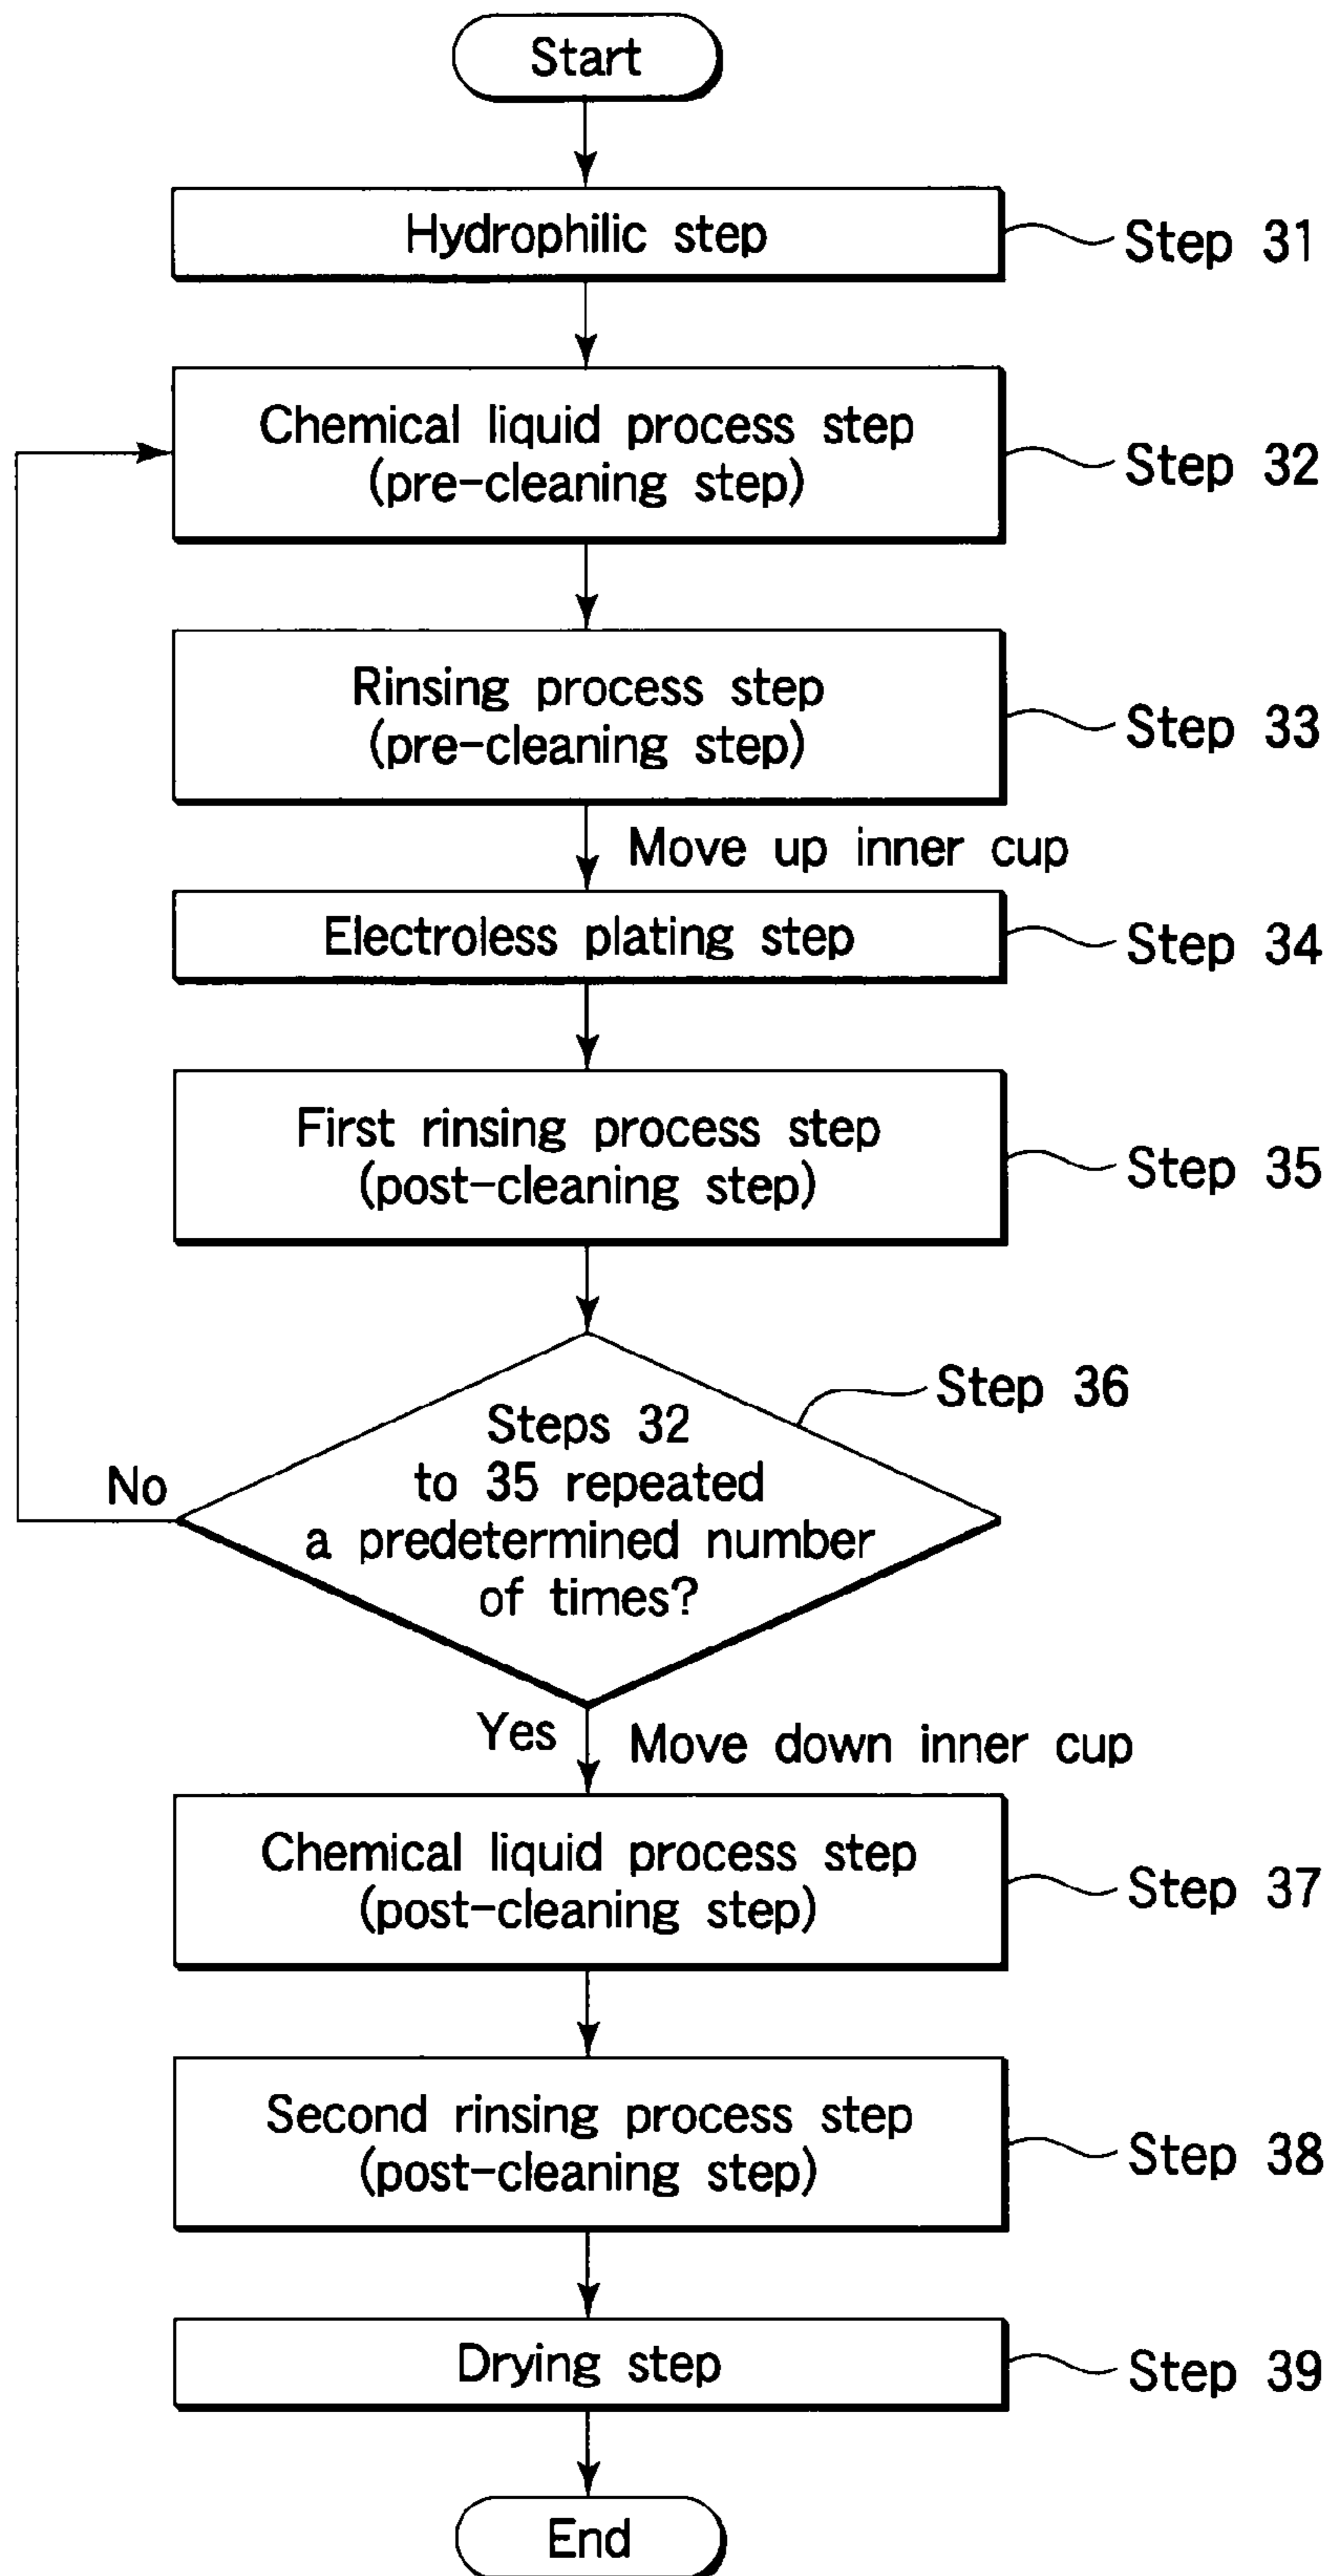 Start
Hydrophilic step
Step 31
Chemical liquid process step
(pre-cleaning step)
Step 32
Rinsing process step
(pre-cleaning step)
Step 33
Move up inner cup
Electroless plating step
Step 34
First rinsing process step
(post-cleaning step)
Step 35
Step 36
Steps 32
to 35 repeated
a predetermined number
of times?
No
Yes
Move down inner cup
Chemical liquid process step
(post-cleaning step)
Step 37
Second rinsing process step
(post-cleaning step)
Step 38
Drying step
Step 39
End